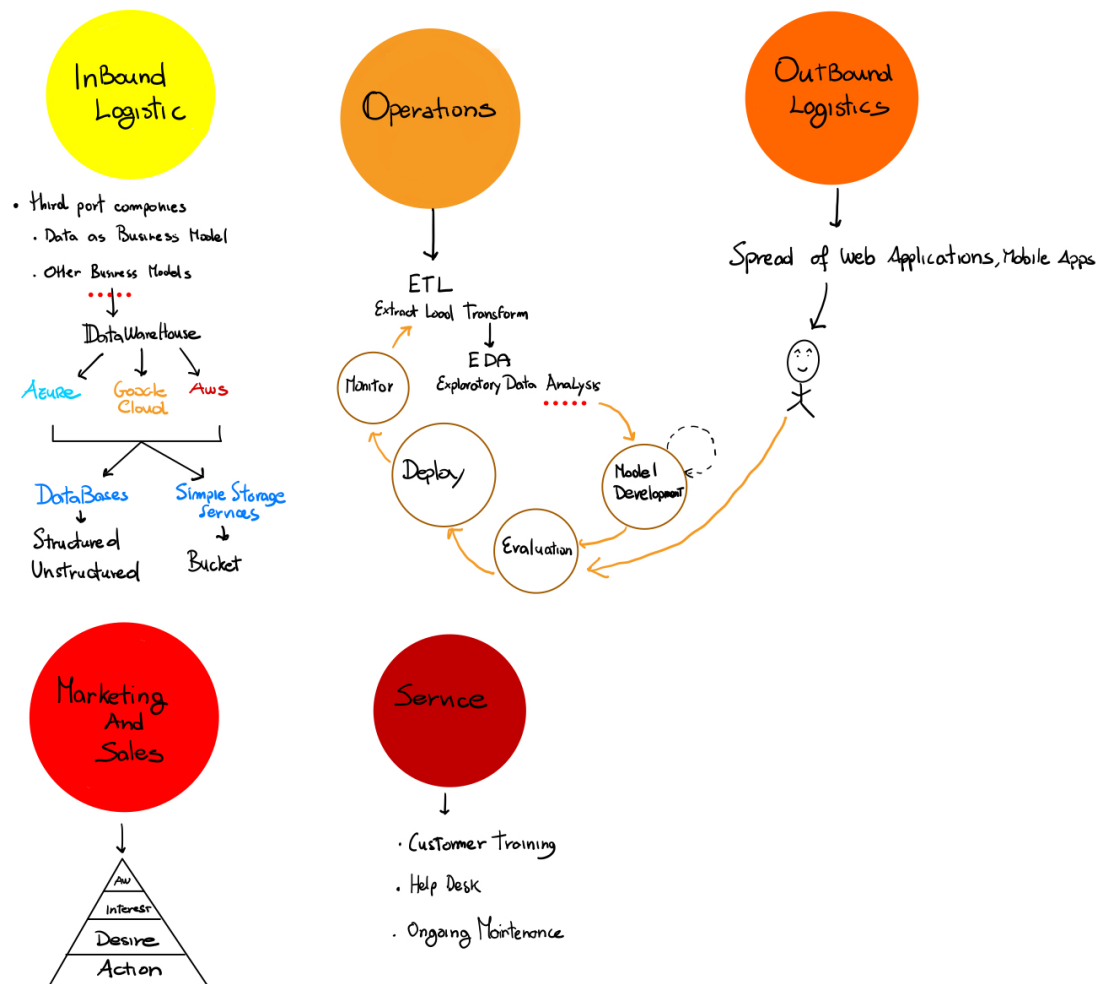 InBound
Logistic
• third port companies
. Data as Business Model
. Other Business Models
DataWareHouse
Azure
Google
Cloud
Aws
DataBases
Simple Storage
Services
Structured
Unstructured
Bucket
Operations
ETL
Extract Load Transform
EDA
Exploratory Data Analysis
Monitor
Deploy
Model
Development
Evaluation
OutBound
Logistics
Spread of Web Applications, Mobile Apps
Marketing
And
Sales
AW
Interest
Desire
Action
Service
. Customer Training
. Help Desk
. Ongoing Maintenance